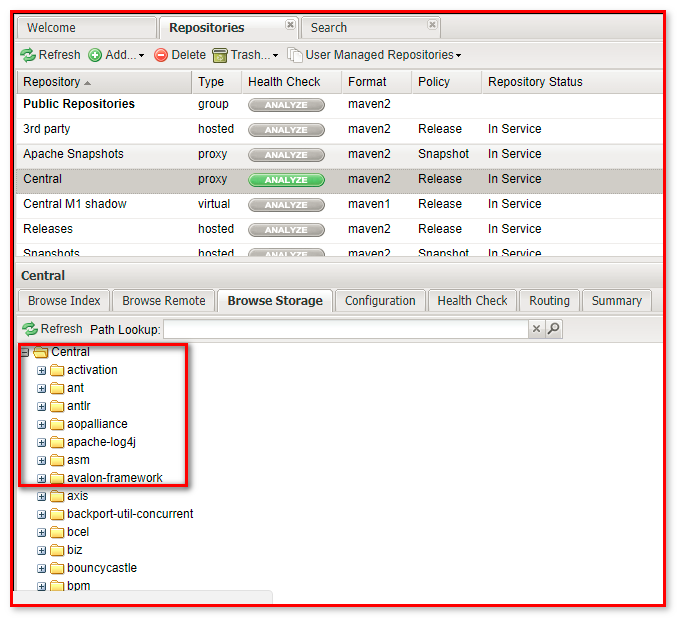 Welcome Repositories Search
Refresh Add... Delete Trash... User Managed Repositories
Repository Type Health Check Format Policy Repository Status
Public Repositories group ANALYZE maven2
3rd party hosted ANALYZE maven2 Release In Service
Apache Snapshots proxy ANALYZE maven2 Snapshot In Service
Central proxy ANALYZE maven2 Release In Service
Central M1 shadow virtual ANALYZE maven1 Release In Service
Releases hosted ANALYZE maven2 Release In Service
Snapshots hosted ANALYZE maven2 Snapshot In Service
Central
Browse Index Browse Remote Browse Storage Configuration Health Check Routing Summary
Refresh Path Lookup:
Central
activation
ant
antlr
aopalliance
apache-log4j
asm
avalon-framework
axis
backport-util-concurrent
bcel
biz
bouncycastle
bpm